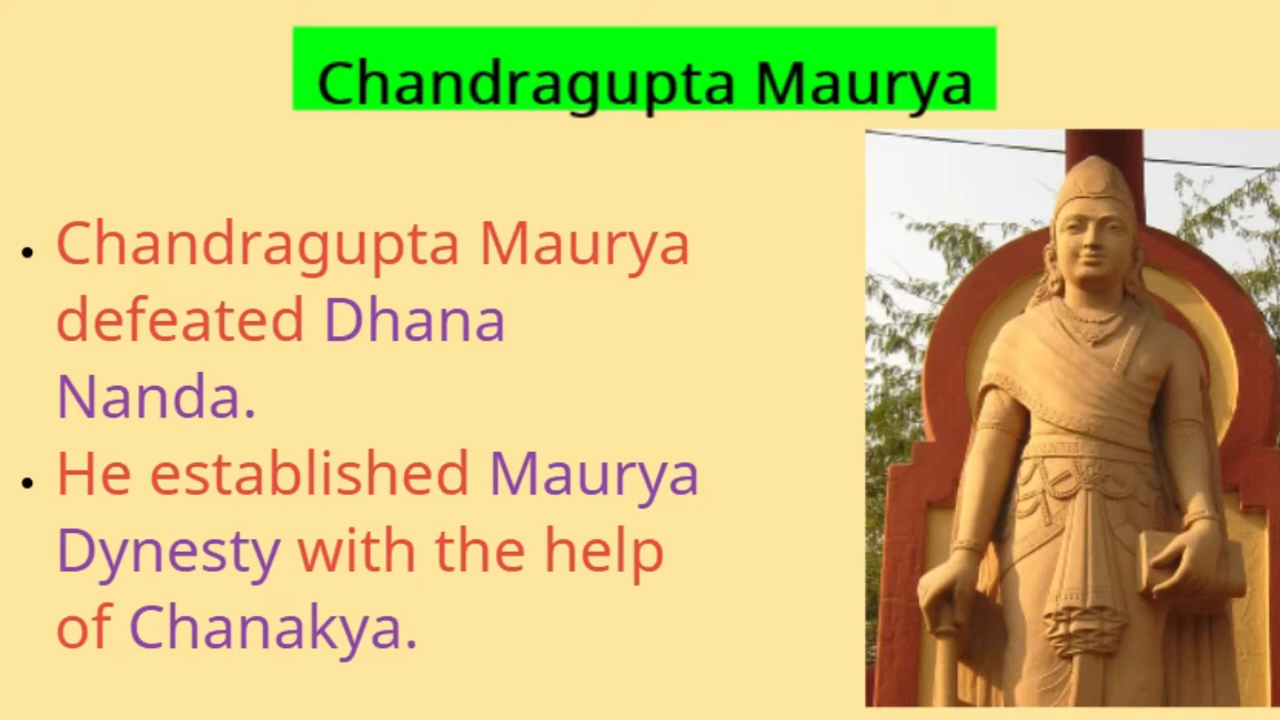 Chandragupta Maurya
• Chandragupta Maurya
defeated Dhana
Nanda.
• He established Maurya
Dynesty with the help
of Chanakya.